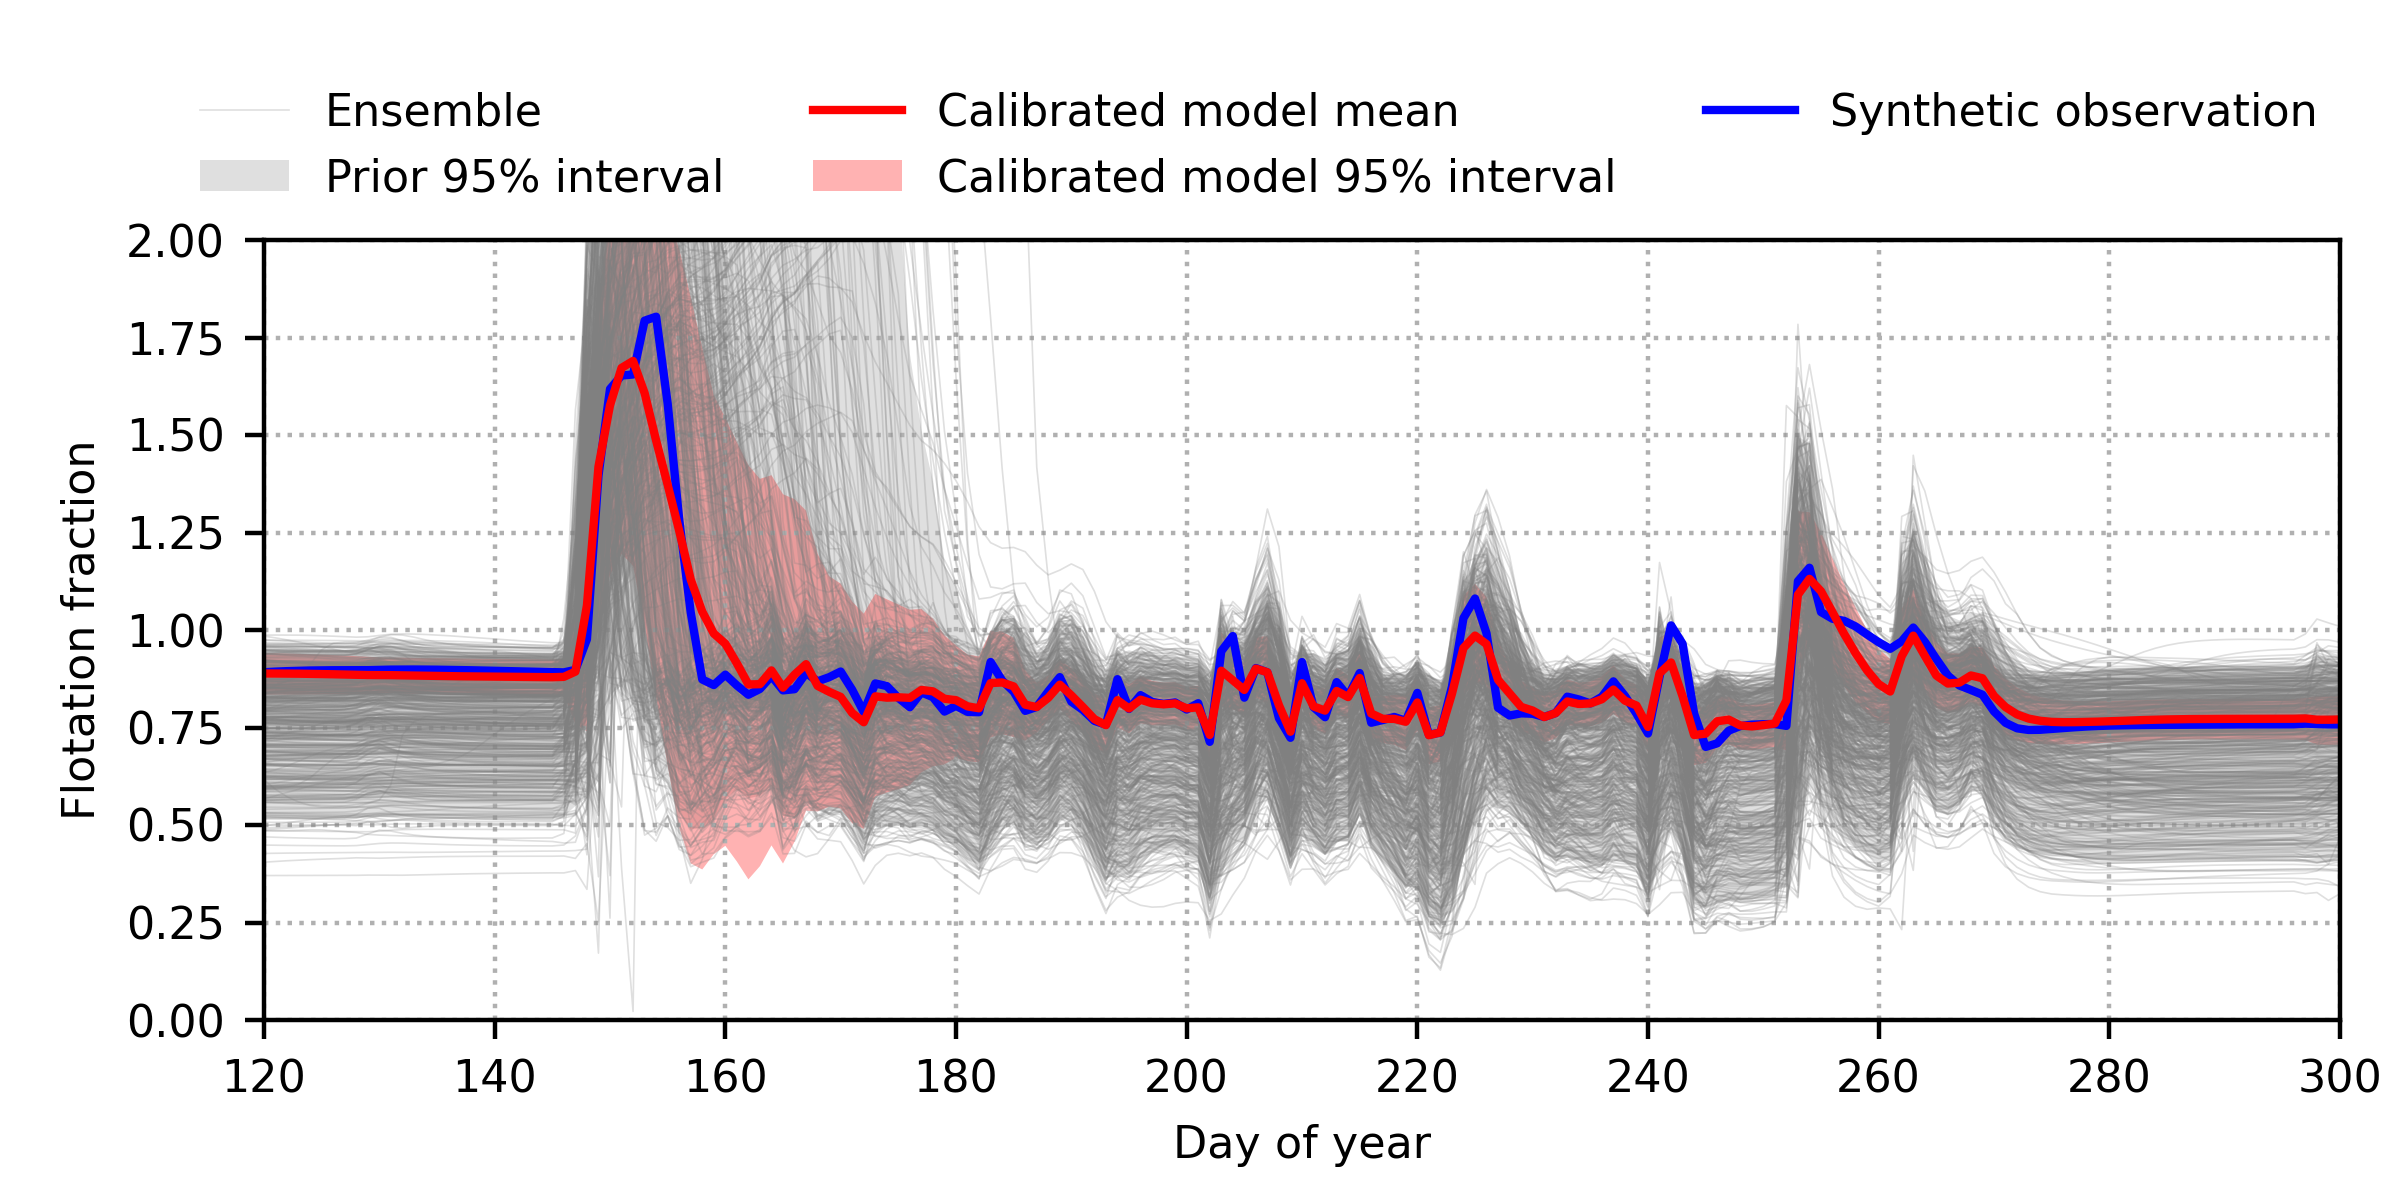 Ensemble
Calibrated model mean
Synthetic observation
Prior 95% interval
Calibrated model 95% interval
2.00
1.75
1.50
1.25
1.00
0.75
0.50
0.25
0.00
Flotation fraction
120
140
160
180
200
220
240
260
280
300
Day of year